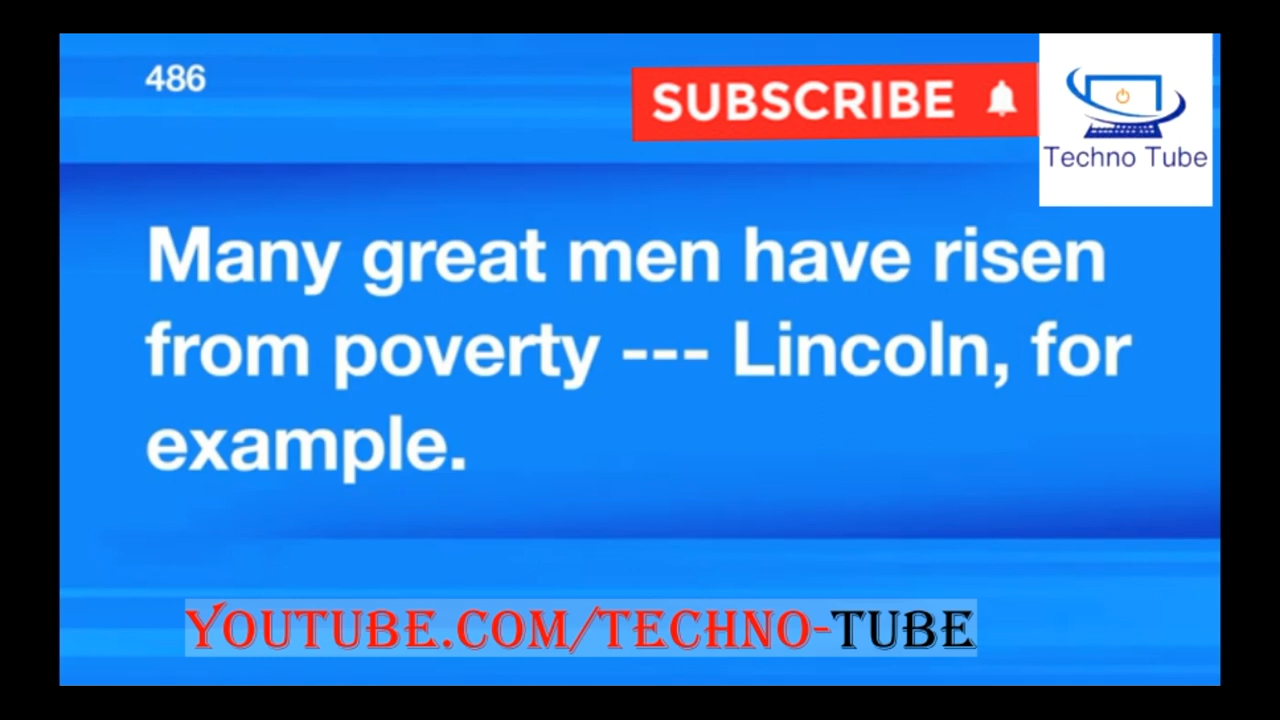 486
SUBSCRIBE
Techno Tube
Many great men have risen
from poverty --- Lincoln, for
example.
YOUTUBE.COM/TECHNO-TUBE